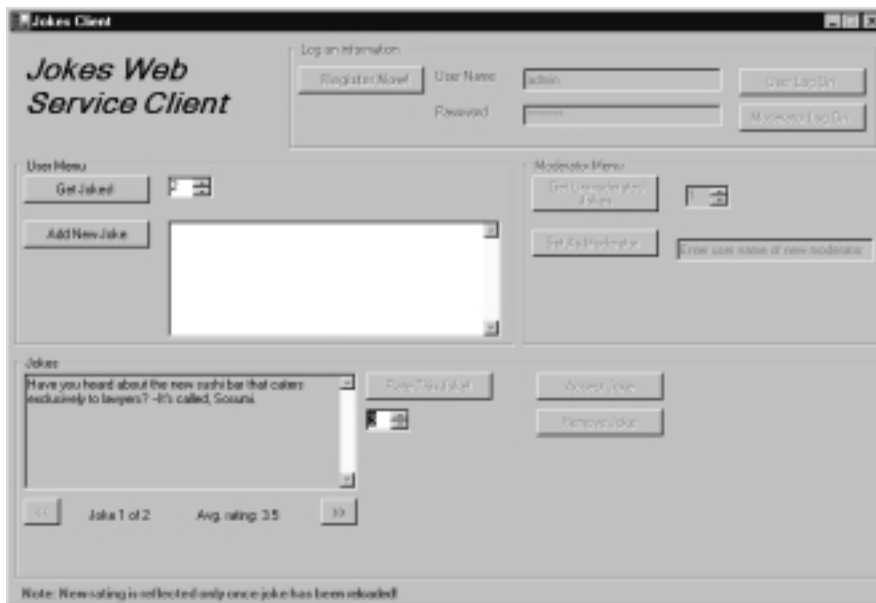 Jokes Client
Jokes Web
Service Client
Log on information
Register Now!
User Name
admin
User Log On
Password
*******
Moderator Log On
User Menu
Get Jokes!
2
Add New Joke
Moderator Menu
Get Unmoderated
Jokes
1
Set As Moderator
Enter user name of new moderator
Jokes
Have you heard about the new sushi bar that caters
exclusively to lawyers? -It's called, Sosumi.
Rate This Joke!
Accept Joke
Remove Joke
<<
Joke 1 of 2
Avg. rating: 3.5
>>
Note: New rating is reflected only once joke has been reloaded!